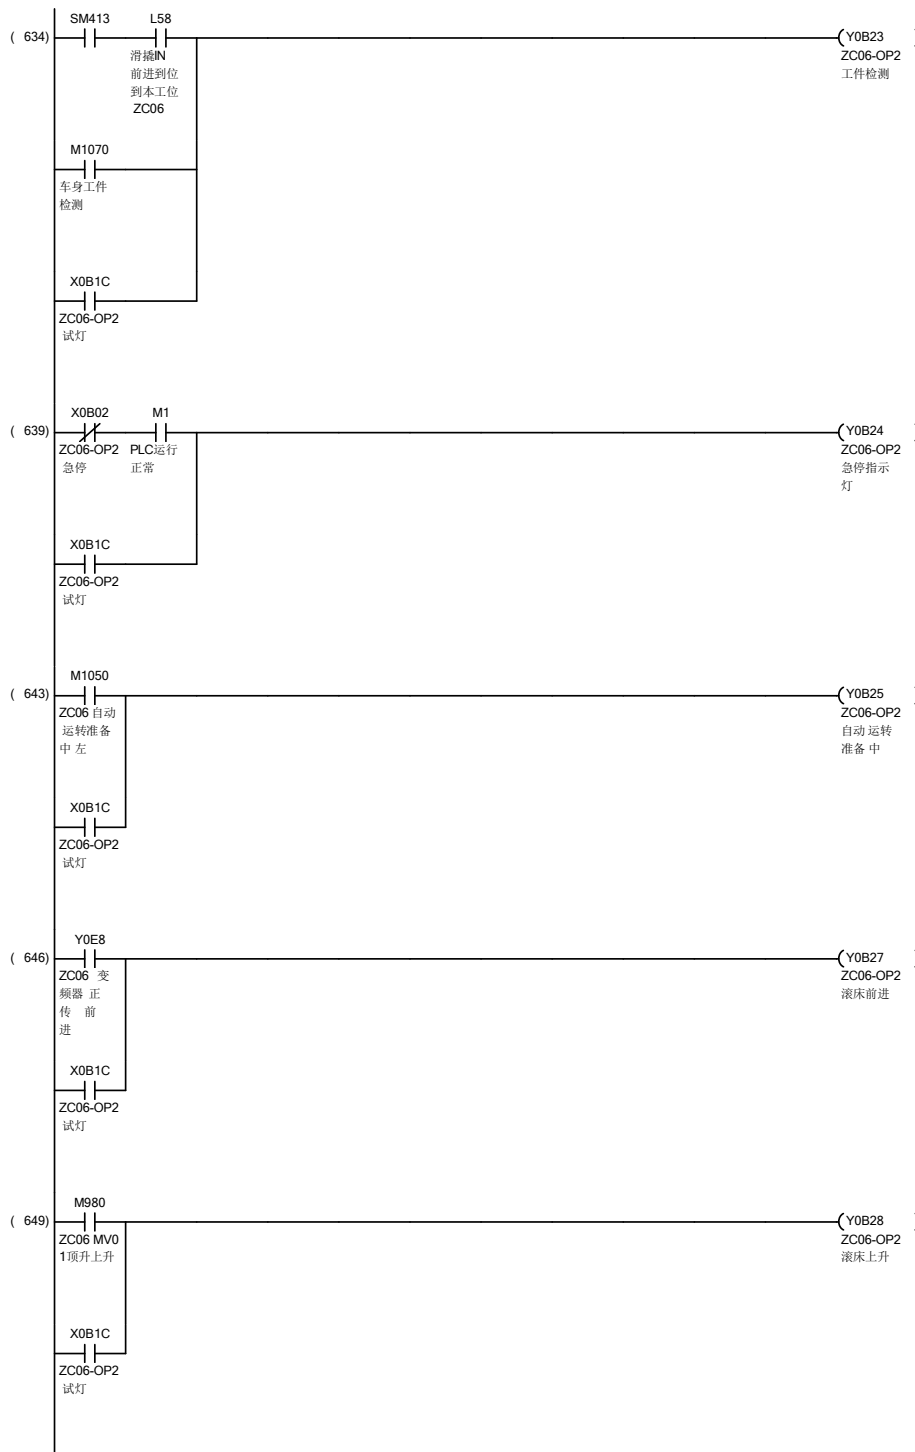 SM413 L58
( 634) Y0B23
滑撬IN ZC06-OP2
前进到位 工件检测
到本工位
ZC06
M1070
车身工件
检测
X0B1C
ZC06-OP2
试灯
X0B02 M1
( 639) Y0B24
ZC06-OP2 PLC运行 ZC06-OP2
急停 正常 急停指示
灯
X0B1C
ZC06-OP2
试灯
M1050
( 643) Y0B25
ZC06 自动 ZC06-OP2
运转准备 自动 运转
中 左 准备 中
X0B1C
ZC06-OP2
试灯
Y0E8
( 646) Y0B27
ZC06 变 ZC06-OP2
频器 正 滚床前进
传 前
进
X0B1C
ZC06-OP2
试灯
M980
( 649) Y0B28
ZC06 MV0 ZC06-OP2
1顶升上升 滚床上升
X0B1C
ZC06-OP2
试灯